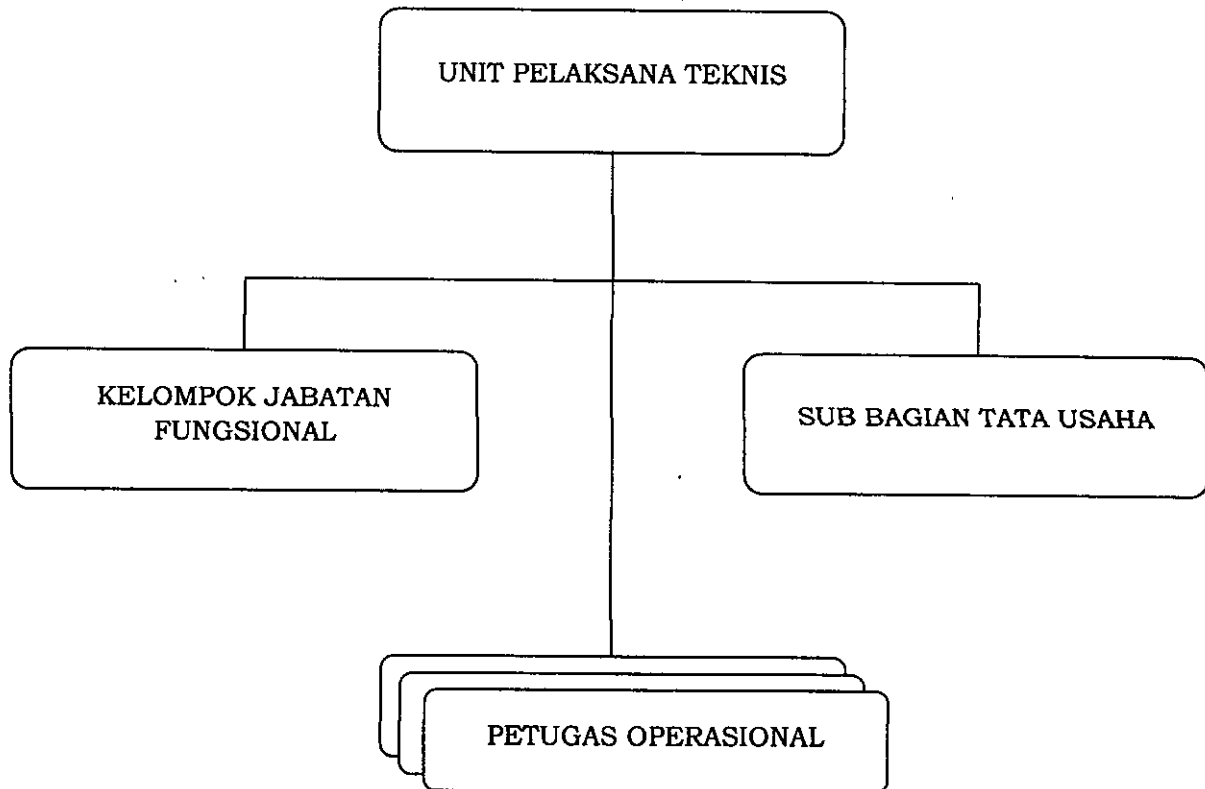 UNIT PELAKSANA TEKNIS
KELOMPOK JABATAN
FUNGSIONAL
SUB BAGIAN TATA USAHA
PETUGAS OPERASIONAL